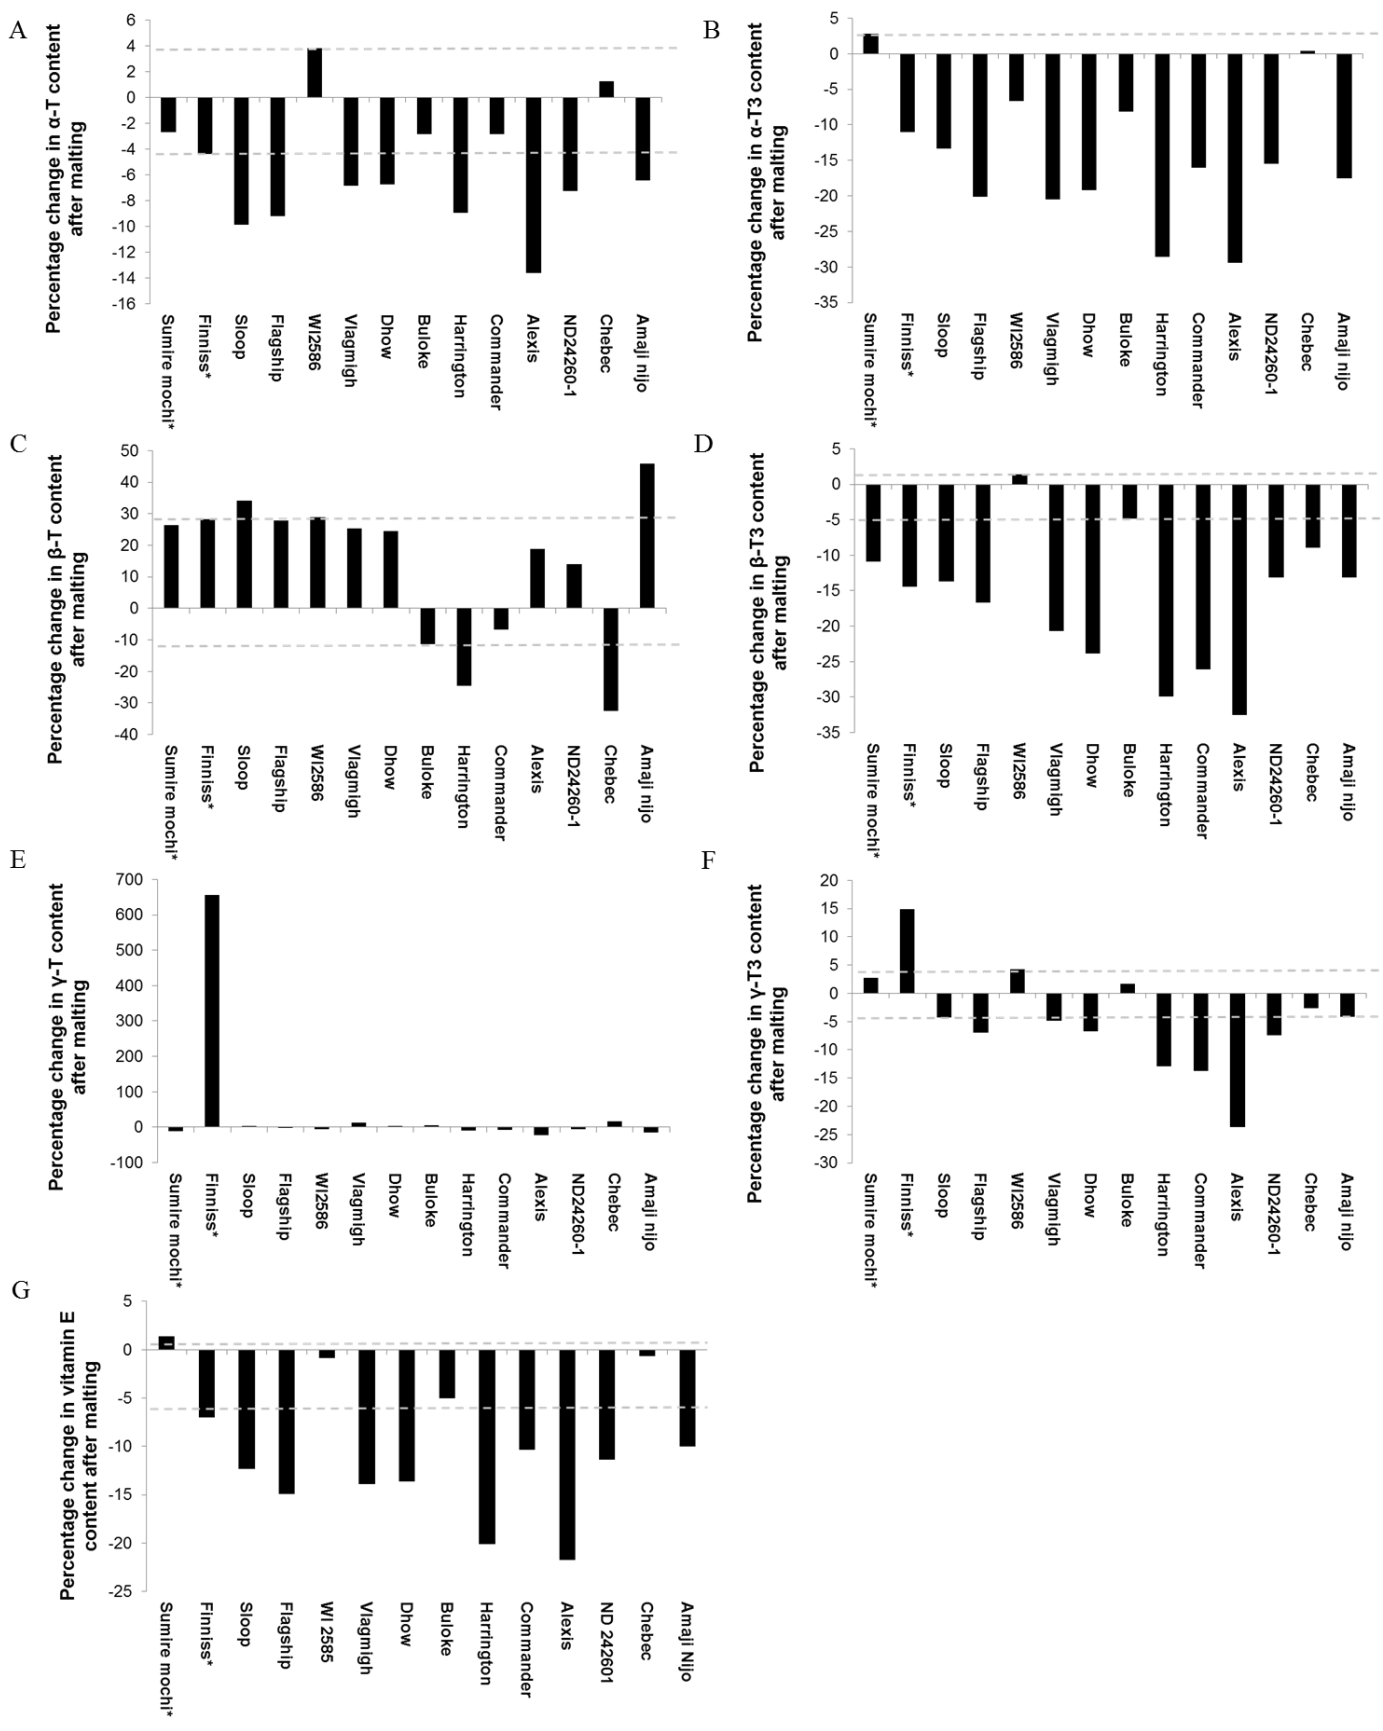 A
Percentage change in α-T content
after malting
6
4
2
0
-2
-4
-6
-8
-10
-12
-14
-16
Sumire mochi*
Finniss*
Sloop
Flagship
WI2586
Vlagmigh
Dhow
Buloke
Harrington
Commander
Alexis
ND24260-1
Chebec
Amaji nijo
B
Percentage change in α-T3 content
after malting
5
0
-5
-10
-15
-20
-25
-30
-35
Sumire mochi*
Finniss*
Sloop
Flagship
WI2586
Vlagmigh
Dhow
Buloke
Harrington
Commander
Alexis
ND24260-1
Chebec
Amaji nijo
C
Percentage change in β-T content
after malting
50
40
30
20
10
0
-10
-20
-30
-40
Sumire mochi*
Finniss*
Sloop
Flagship
WI2586
Vlagmigh
Dhow
Buloke
Harrington
Commander
Alexis
ND24260-1
Chebec
Amaji nijo
D
Percentage change in β-T3 content
after malting
5
0
-5
-10
-15
-20
-25
-30
-35
Sumire mochi*
Finniss*
Sloop
Flagship
WI2586
Vlagmigh
Dhow
Buloke
Harrington
Commander
Alexis
ND24260-1
Chebec
Amaji nijo
E
Percentage change in γ-T content
after malting
700
600
500
400
300
200
100
0
-100
Sumire mochi*
Finniss*
Sloop
Flagship
WI2586
Vlagmigh
Dhow
Buloke
Harrington
Commander
Alexis
ND24260-1
Chebec
Amaji nijo
F
Percentage change in γ-T3 content
after malting
20
15
10
5
0
-5
-10
-15
-20
-25
-30
Sumire mochi*
Finniss*
Sloop
Flagship
WI2586
Vlagmigh
Dhow
Buloke
Harrington
Commander
Alexis
ND24260-1
Chebec
Amaji nijo
G
Percentage change in vitamin E
content after malting
5
0
-5
-10
-15
-20
-25
Sumire mochi*
Finniss*
Sloop
Flagship
WI 2585
Vlagmigh
Dhow
Buloke
Harrington
Commander
Alexis
ND 242601
Chebec
Amaji Nijo